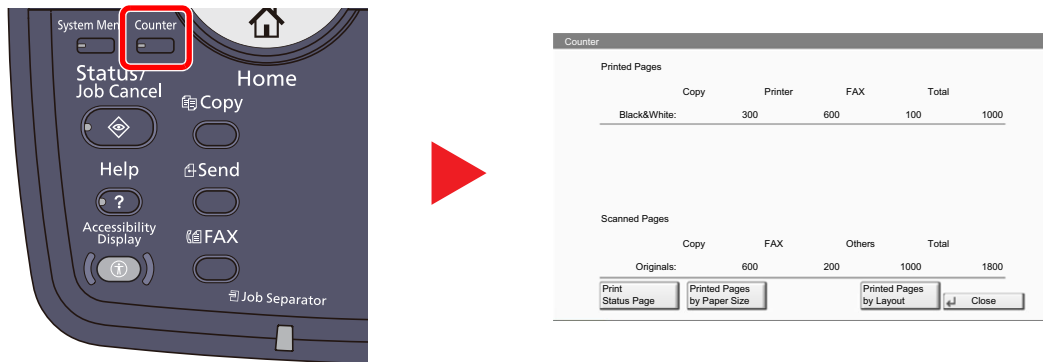 System Men
Counter
Status/
Job Cancel
Home
Copy
Help
Send
?
Accessibility
Display
FAX
Job Separator
Counter
Printed Pages
Copy Printer FAX Total
Black&White: 300 600 100 1000
Scanned Pages
Copy FAX Others Total
Originals: 600 200 1000 1800
Print
Status Page
Printed Pages
by Paper Size
Printed Pages
by Layout
Close